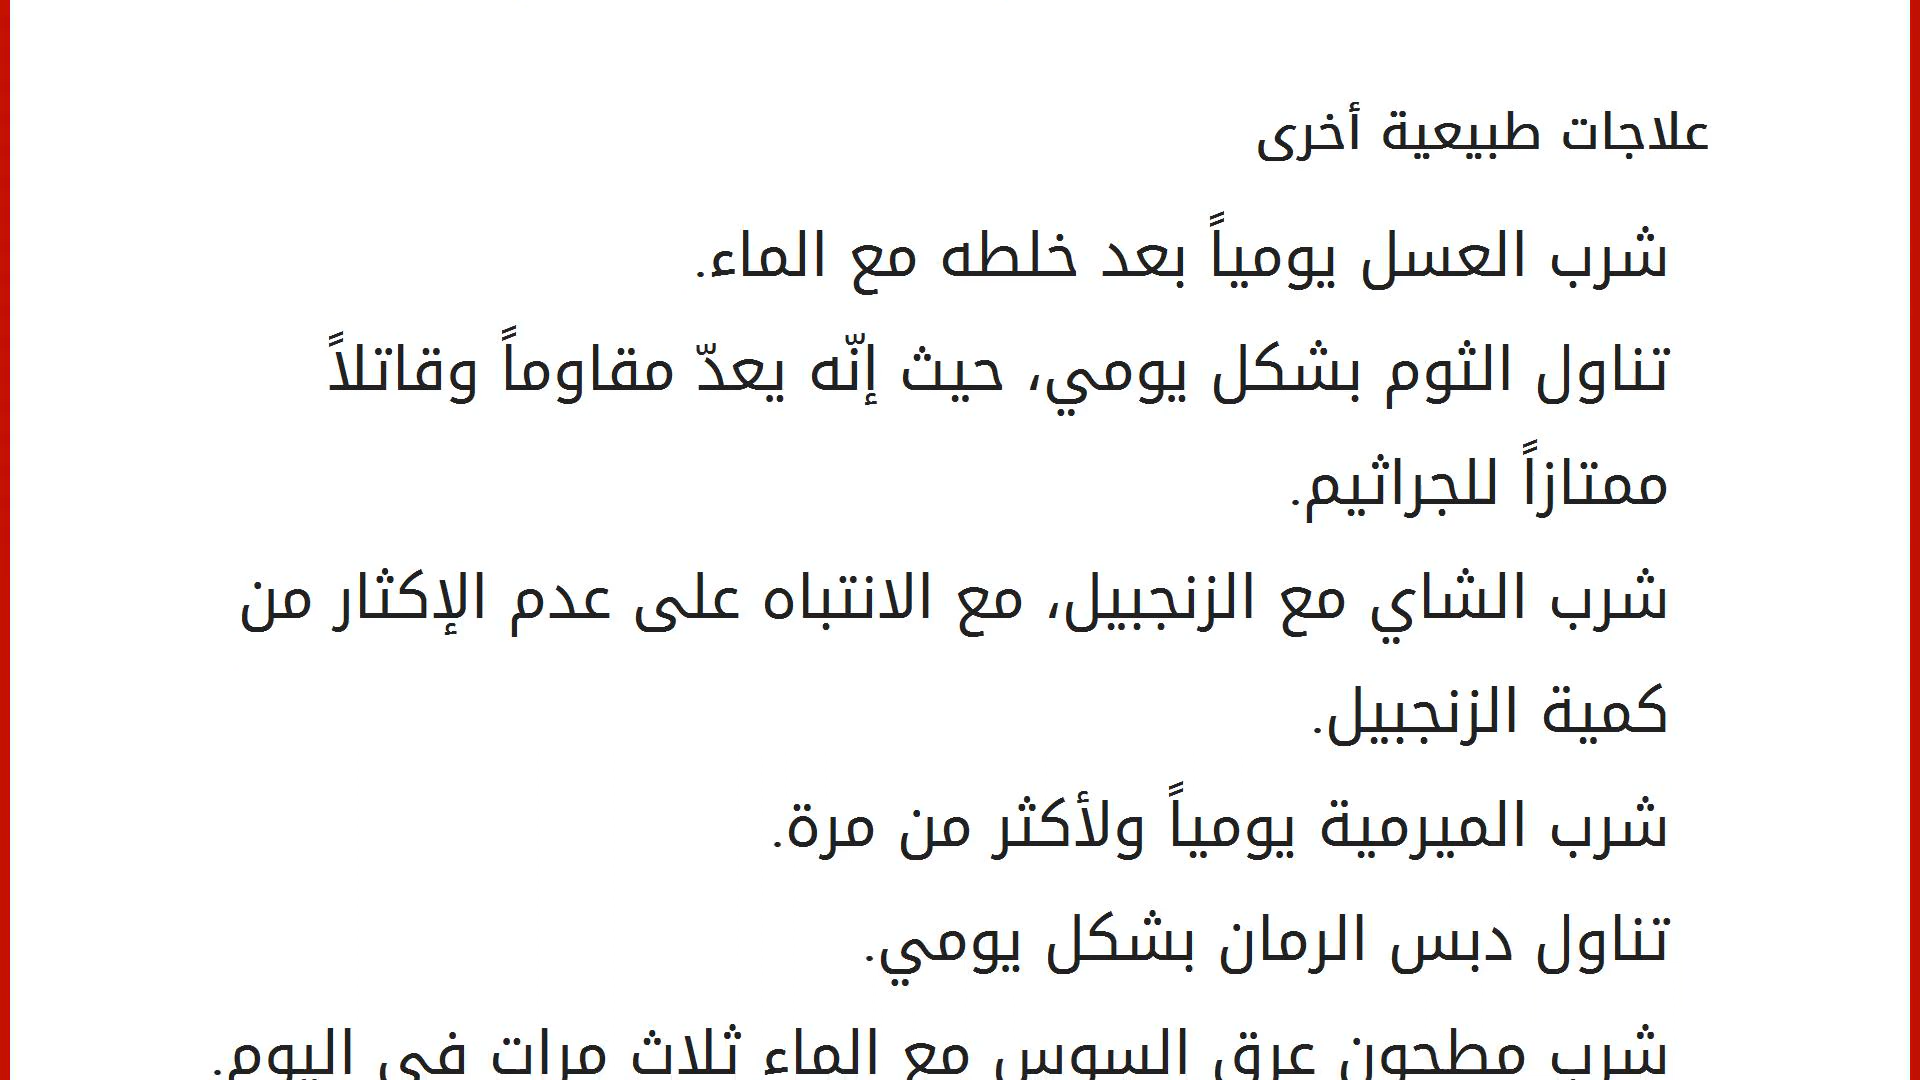 علاجات طبيعية أخرى
شرب العسل يومياً بعد خلطه مع الماء.
تناول الثوم بشكل يومي، حيث إنّه يعدّ مقاوماً وقاتلاً
ممتازاً للجراثيم.
شرب الشاي مع الزنجبيل، مع الانتباه على عدم الإكثار من
كمية الزنجبيل.
شرب الميرمية يومياً ولأكثر من مرة.
تناول دبس الرمان بشكل يومي.
شرب مطحون عرق السوس مع الماء ثلاث مرات في اليوم.